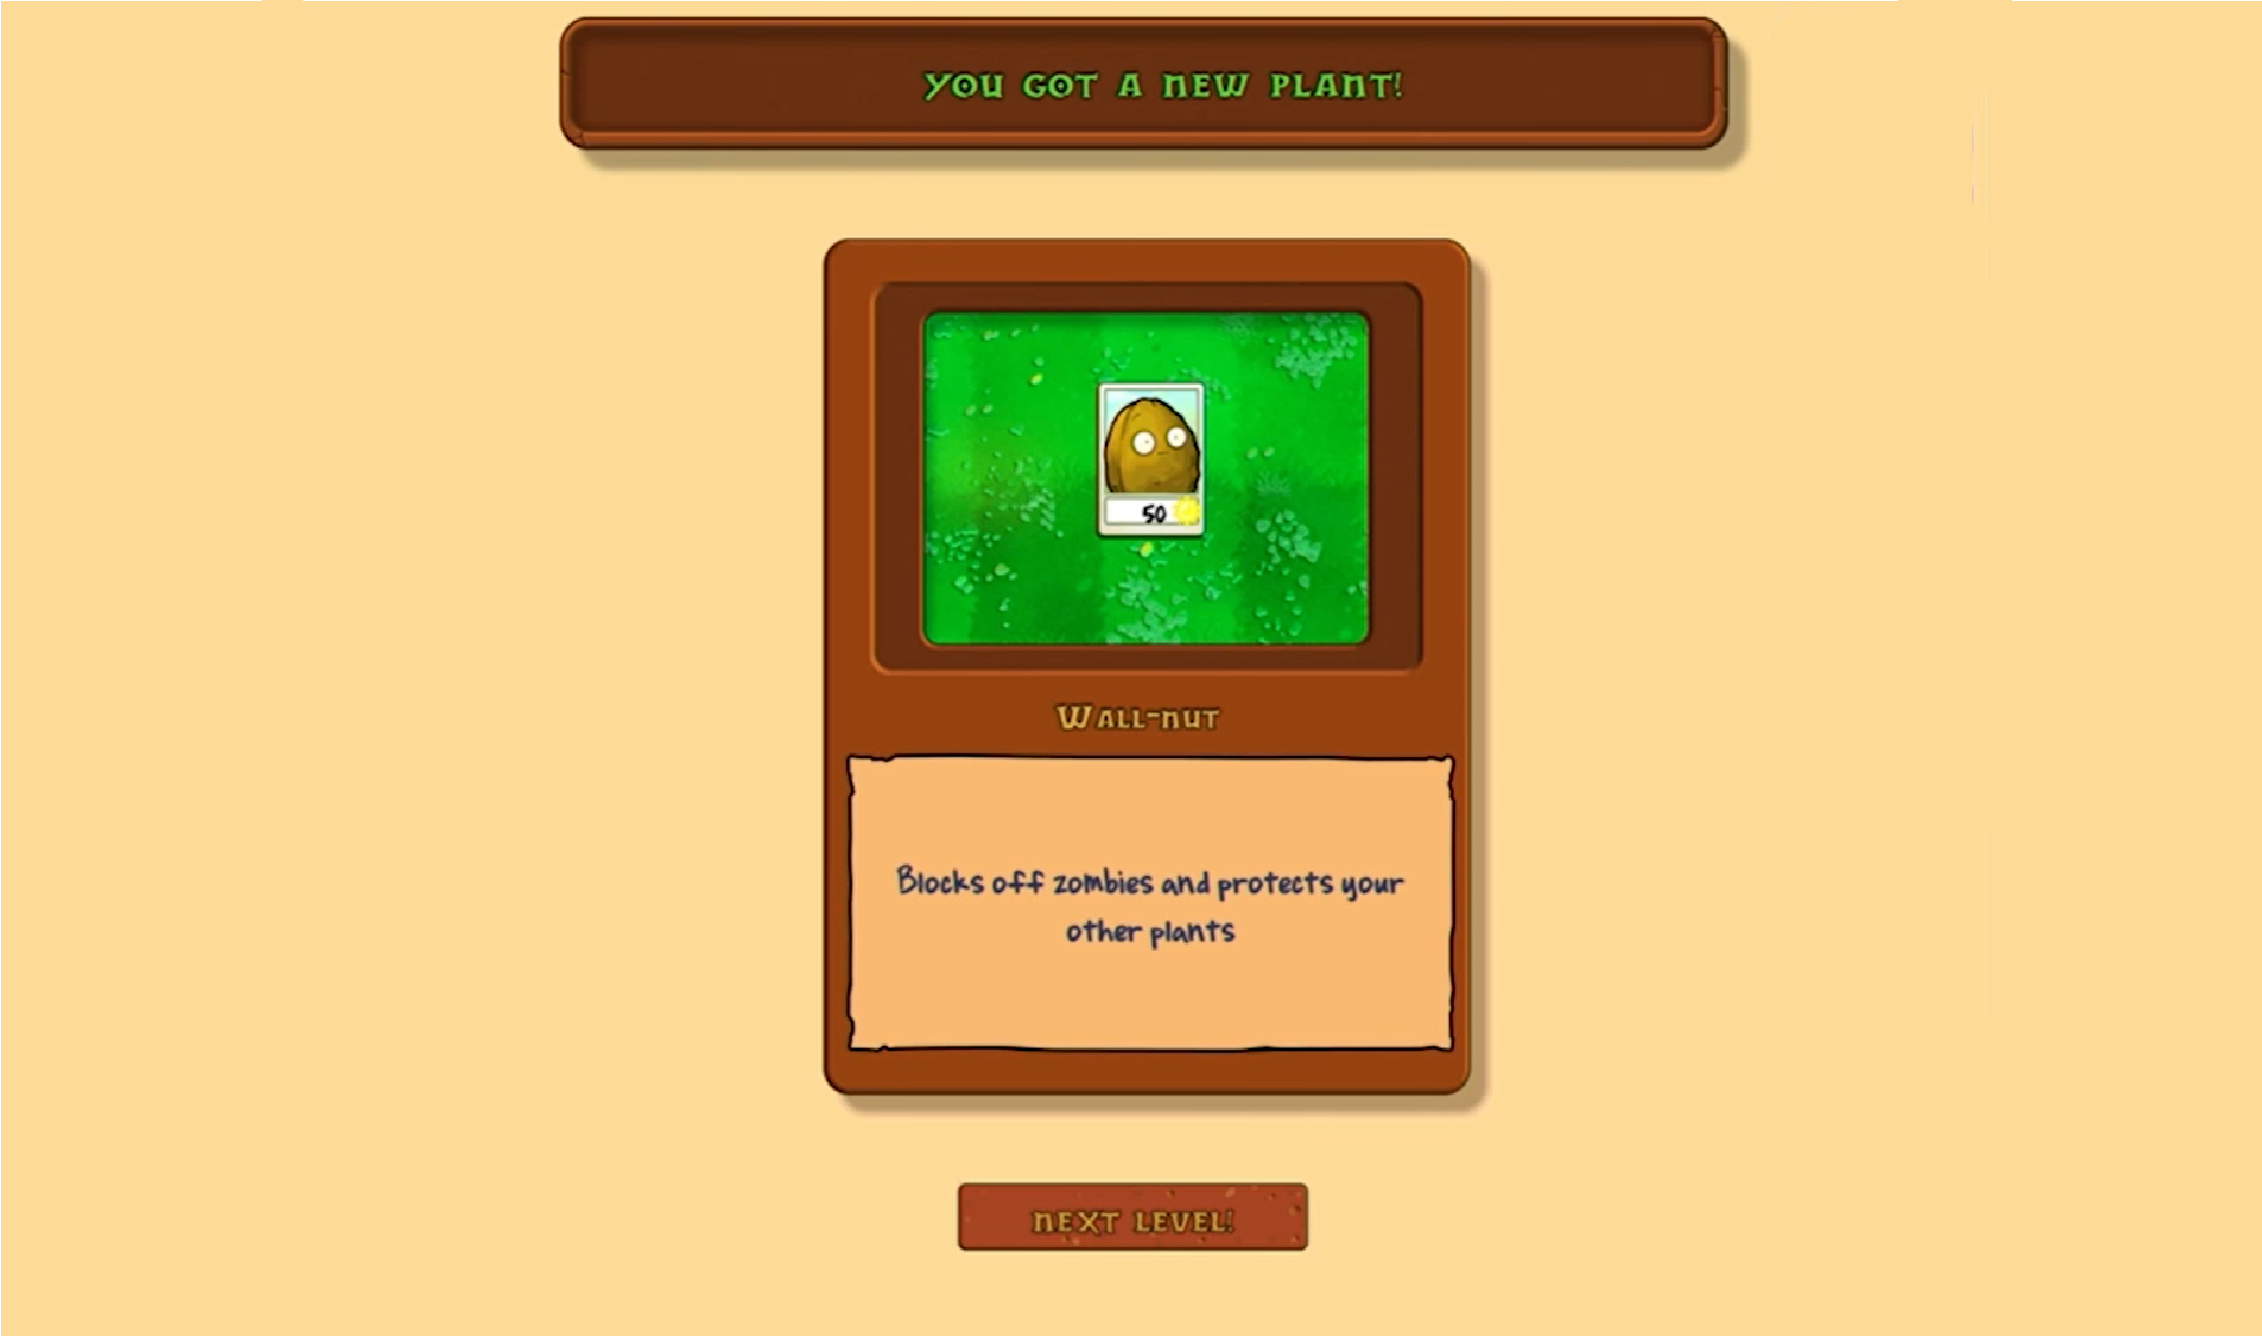 YOU GOT A NEW PLANT!
50
WALL-NUT
Blocks off zombies and protects your
other plants
NEXT LEVEL!